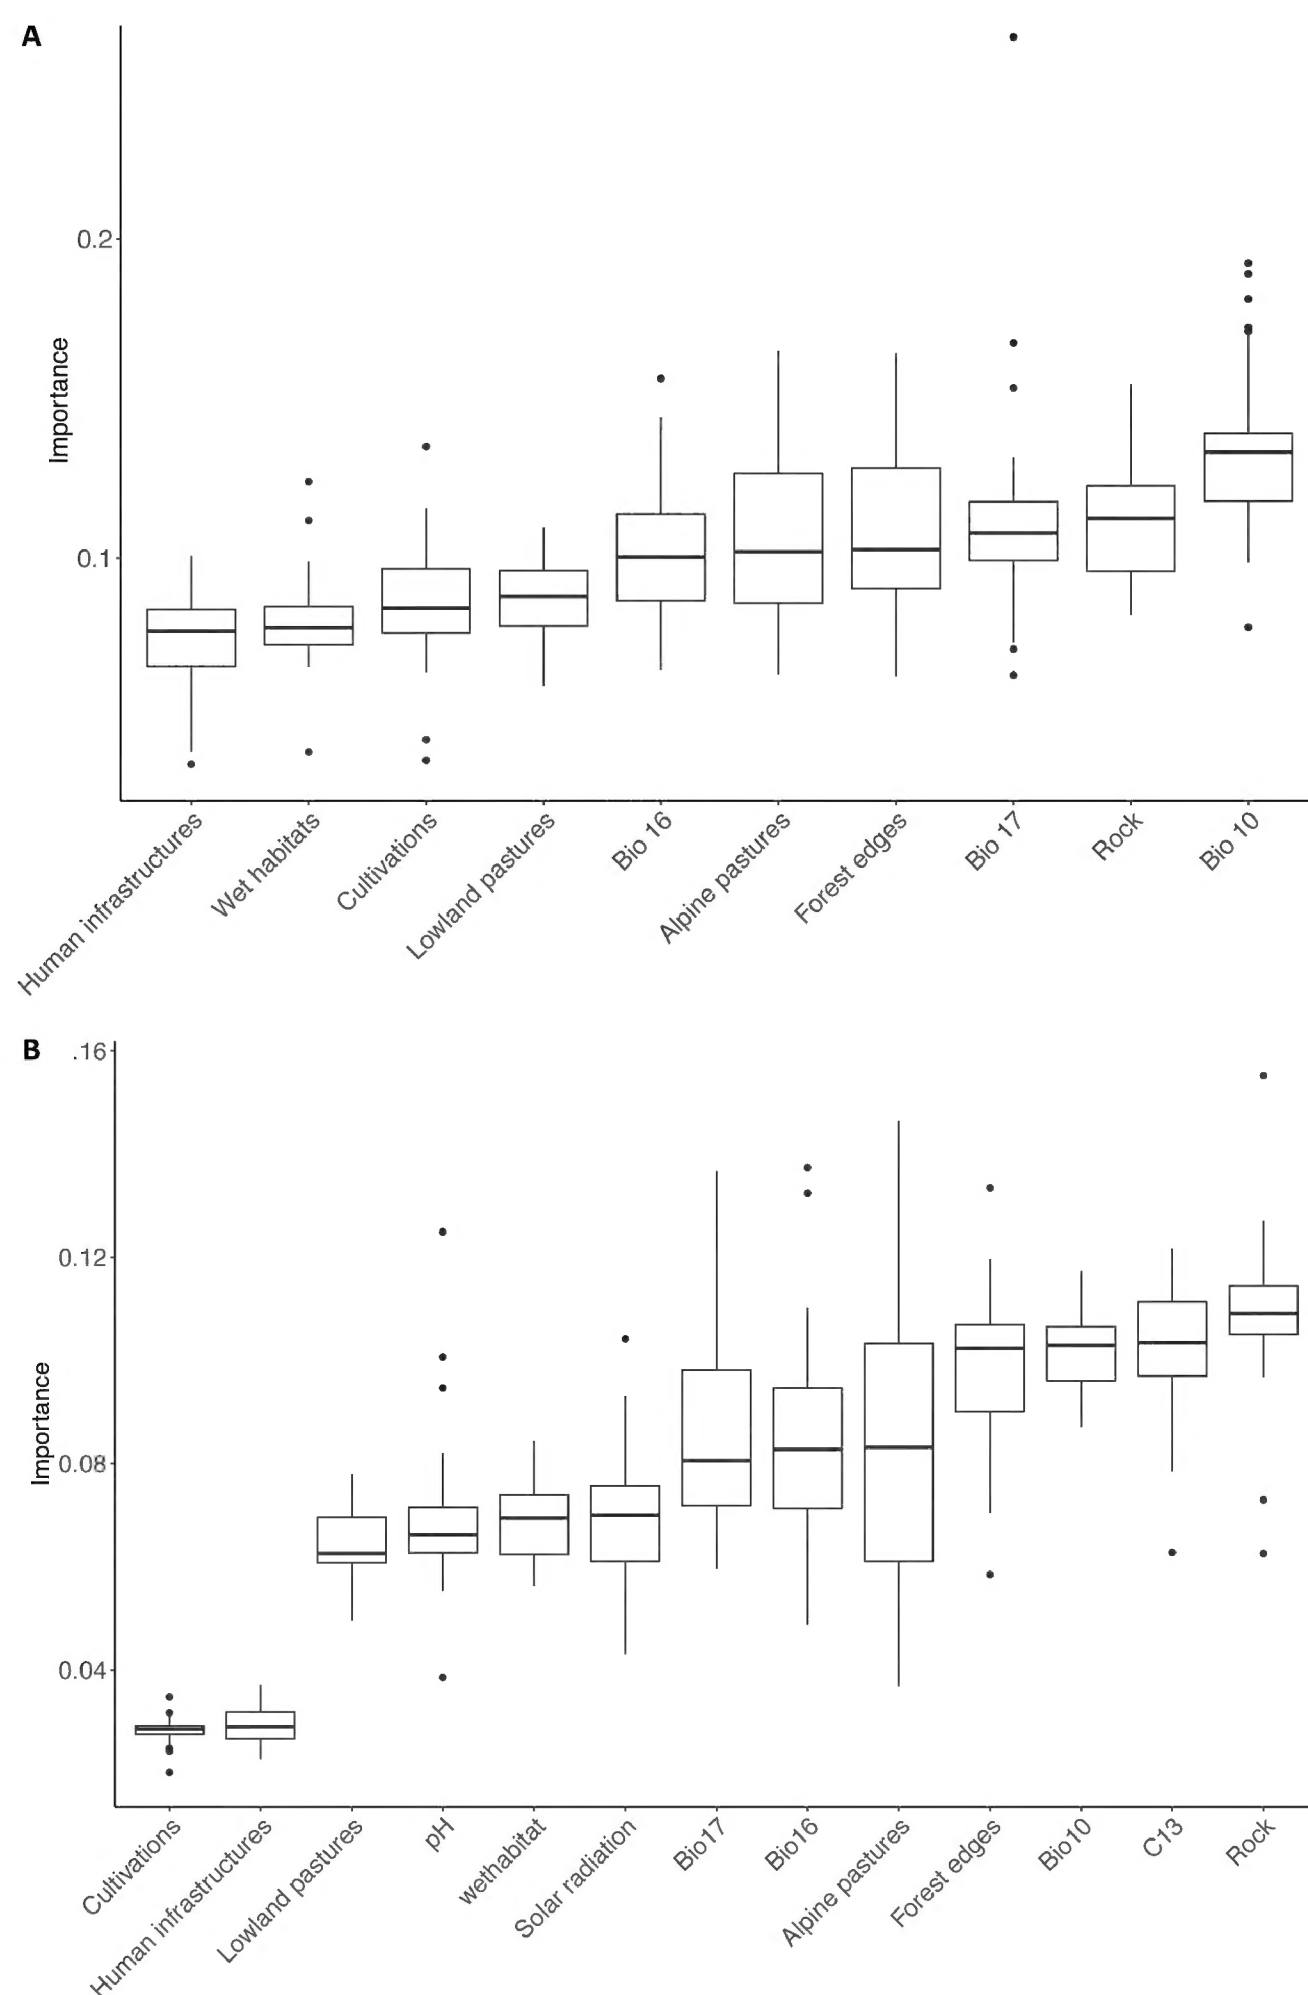 A
0.2
0.1
Importance
Human infrastructures
Wet habitats
Cultivations
Lowland pastures
Bio 16
Alpine pastures
Forest edges
Bio 17
Rock
Bio 10
B
.16
0.12
0.08
0.04
Importance
Cultivations
Human infrastructures
Lowland pastures
pH
wethabitat
Solar radiation
Bio17
Bio16
Alpine pastures
Forest edges
Bio10
C13
Rock